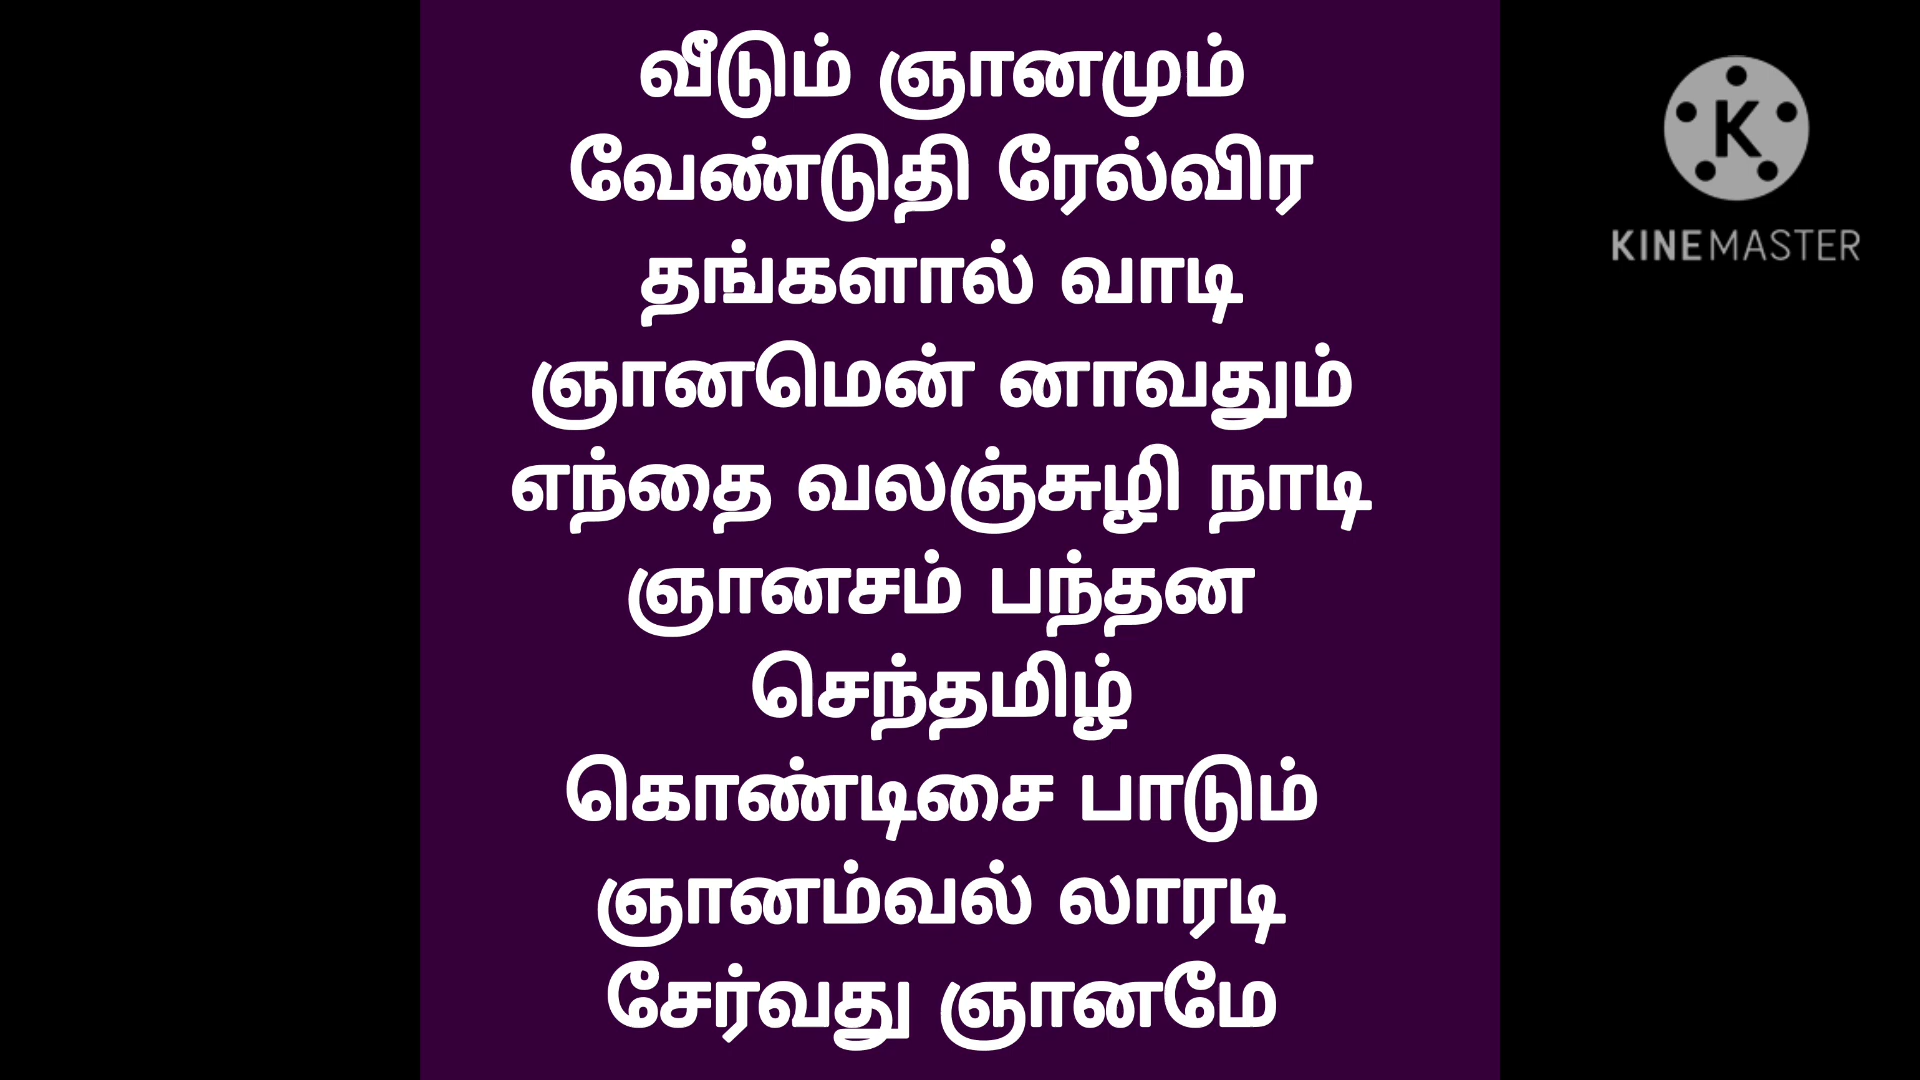 வீடும் ஞானமும்
வேண்டுதி ரேல்விர
தங்களால் வாடி
ஞானமென் னாவதும்
எந்தை வலஞ்சுழி நாடி
ஞானசம் பந்தன
செந்தமிழ்
கொண்டிசை பாடும்
ஞானம்வல் லாரடி
சேர்வது ஞானமே
K
KINEMASTER